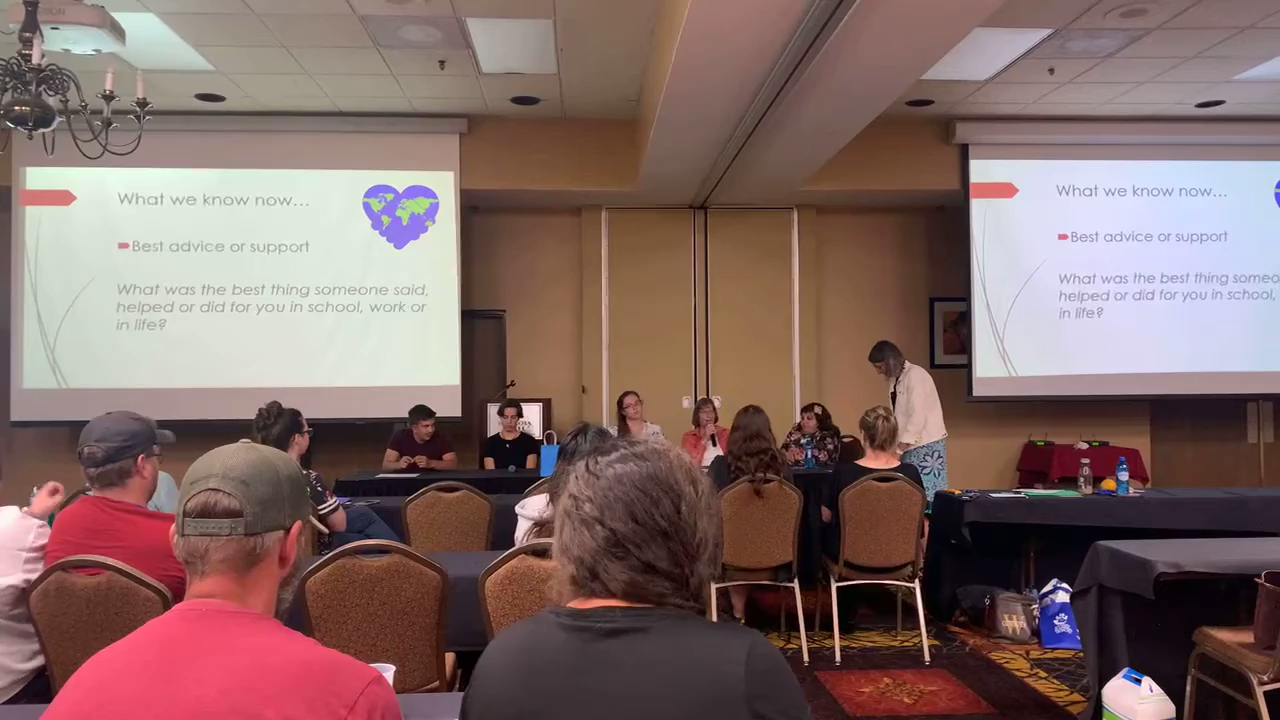 What we know now...
Best advice or support
What was the best thing someone said,
helped or did for you in school, work or
in life?
What we know now...
Best advice or support
What was the best thing someo
helped or did for you in school,
in life?